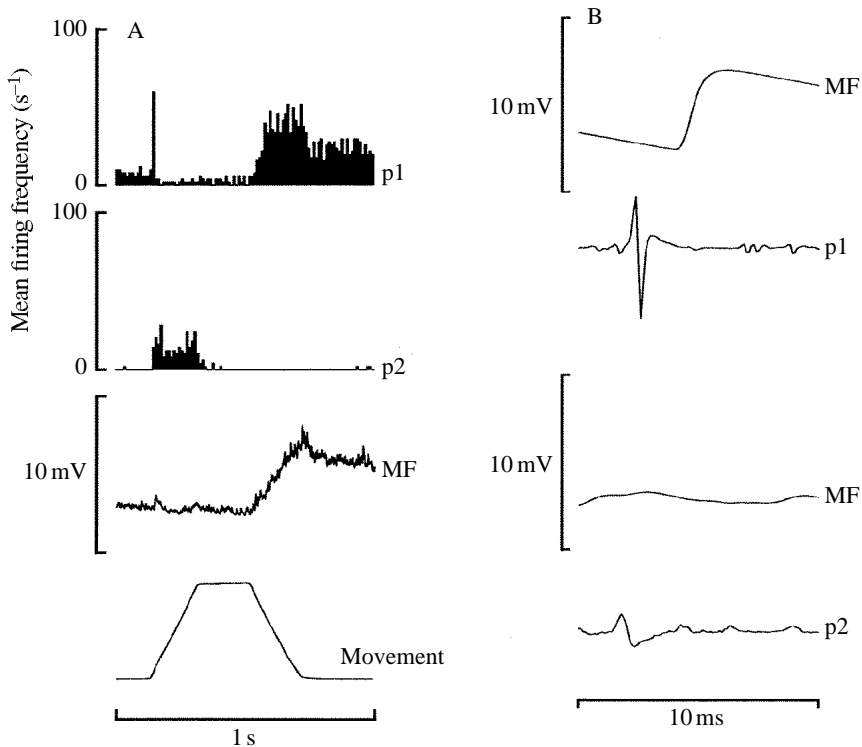 A
100
Mean firing frequency (s⁻¹)
0
p1
100
0
p2
10 mV
MF
Movement
1 s
B
10 mV
MF
p1
10 mV
MF
p2
10 ms